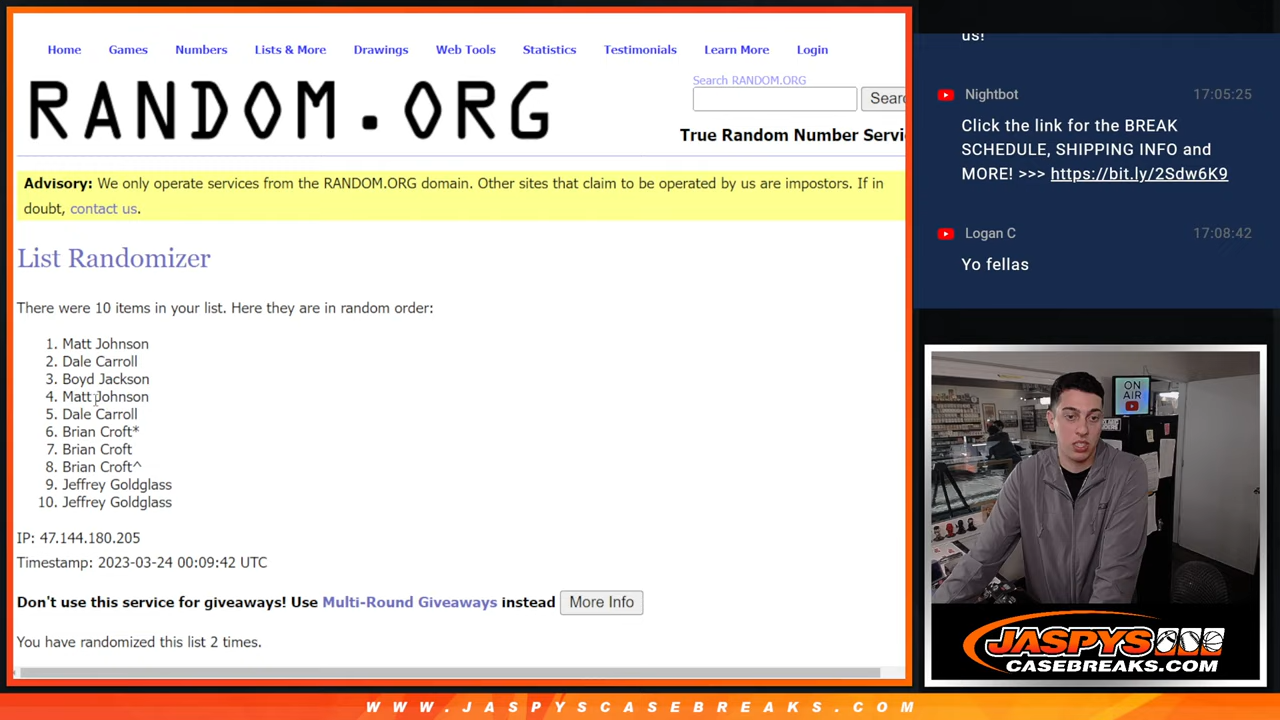 Home Games Numbers Lists & More Drawings Web Tools Statistics Testimonials Learn More Login
RANDOM.ORG
Search RANDOM.ORG
Searc
True Random Number Servi
Advisory: We only operate services from the RANDOM.ORG domain. Other sites that claim to be operated by us are impostors. If in
doubt, contact us.
List Randomizer
There were 10 items in your list. Here they are in random order:
1. Matt Johnson
2. Dale Carroll
3. Boyd Jackson
4. Matt Johnson
5. Dale Carroll
6. Brian Croft*
7. Brian Croft
8. Brian Croft^
9. Jeffrey Goldglass
10. Jeffrey Goldglass
IP: 47.144.180.205
Timestamp: 2023-03-24 00:09:42 UTC
Don't use this service for giveaways! Use Multi-Round Giveaways instead More Info
You have randomized this list 2 times.
us!
Nightbot 17:05:25
Click the link for the BREAK
SCHEDULE, SHIPPING INFO and
MORE! >>> https://bit.ly/2Sdw6K9
Logan C 17:08:42
Yo fellas
ON
AIR
JASPYS
CASEBREAKS.COM
WWW.JASPYSCASEBREAKS.COM